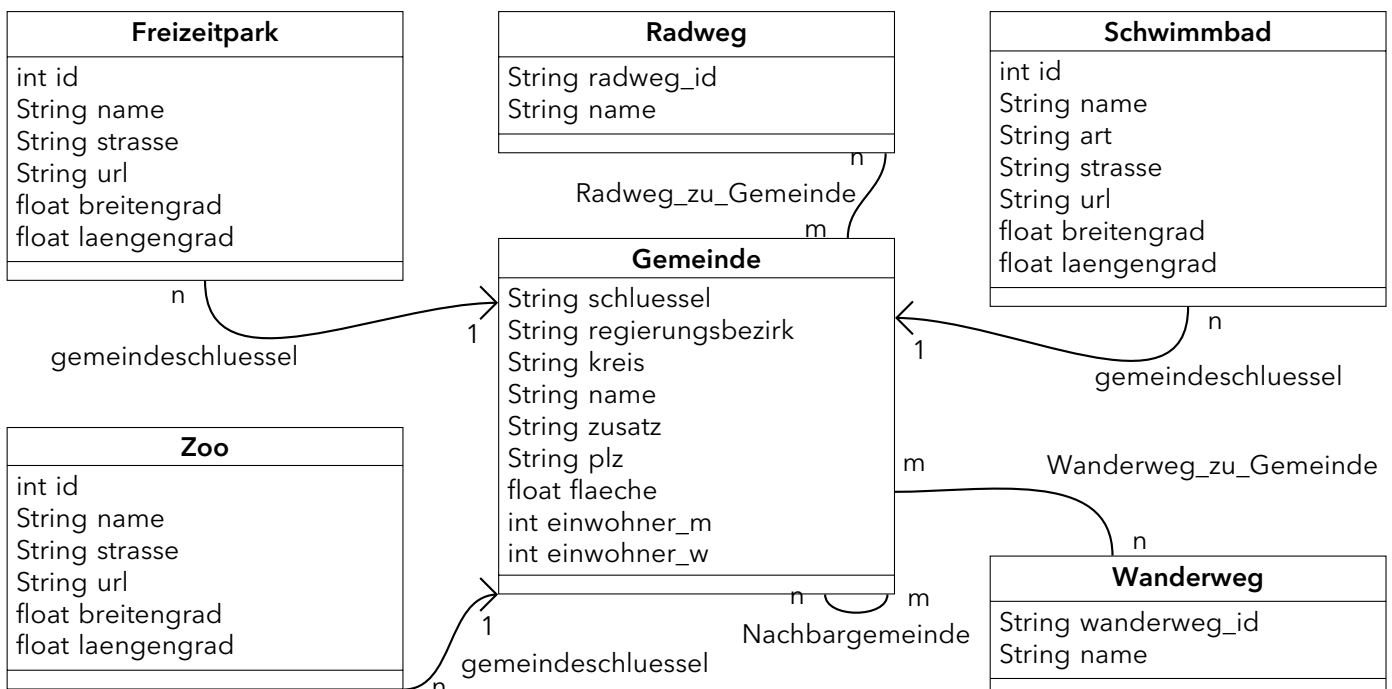 Freizeitpark
int id
String name
String strasse
String url
float breitengrad
float laengengrad
Radweg
String radweg_id
String name
Schwimmbad
int id
String name
String art
String strasse
String url
float breitengrad
float laengengrad
n
Radweg_zu_Gemeinde
m
Gemeinde
String schluessel
String regierungsbezirk
String kreis
String name
String zusatz
String plz
float flaeche
int einwohner_m
int einwohner_w
n
1
gemeindeschluessel
n
1
gemeindeschluessel
Zoo
int id
String name
String strasse
String url
float breitengrad
float laengengrad
m
Wanderweg_zu_Gemeinde
n
Wanderweg
String wanderweg_id
String name
n
m
Nachbargemeinde
1
gemeindeschluessel
n